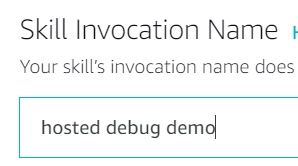 Skill Invocation Name
Your skill's invocation name does
hosted debug demo